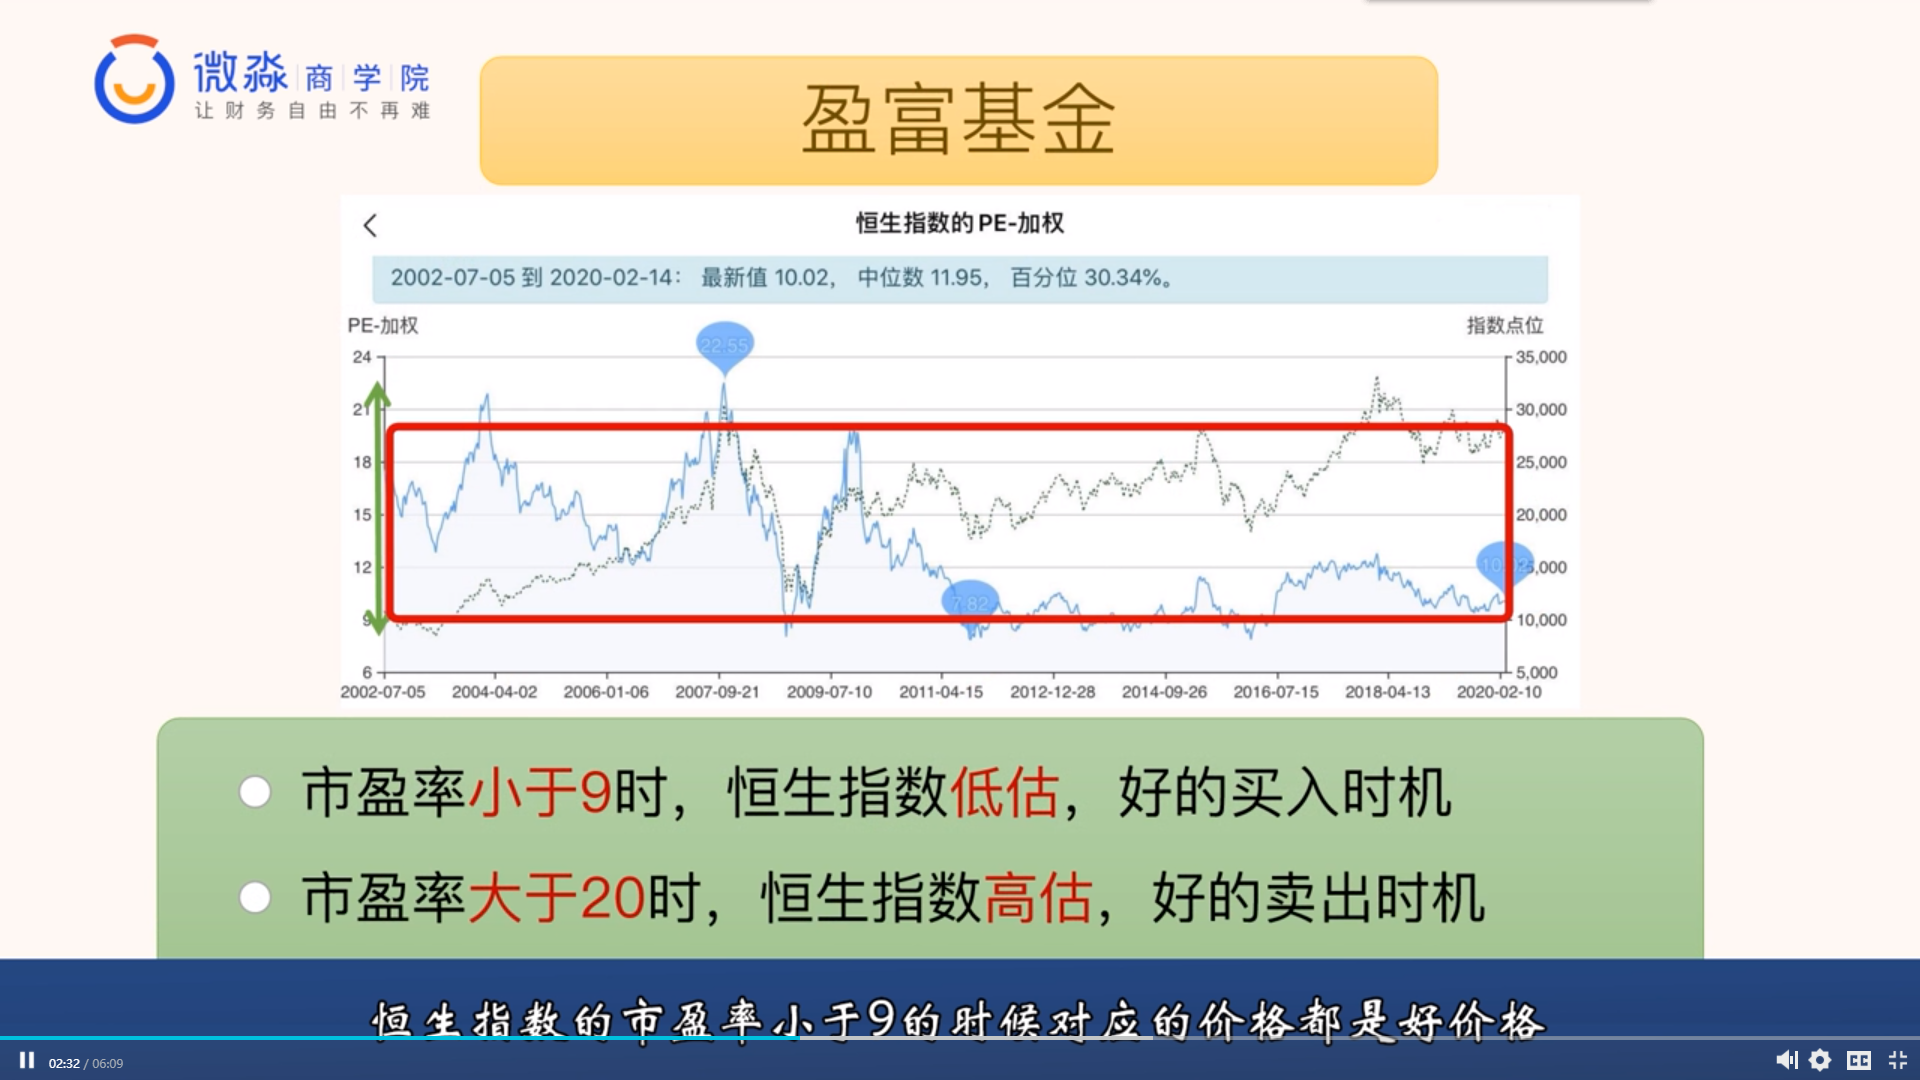 微淼 商 学 院
让财务自由不再难
盈富基金
恒生指数的PE-加权
2002-07-05 到 2020-02-14： 最新值 10.02， 中位数 11.95， 百分位 30.34%。
PE-加权
指数点位
22.55
24
35,000
21
30,000
18
25,000
15
20,000
12
7.82
9
10,000
6
5,000
2002-07-05 2004-04-02 2006-01-06 2007-09-21 2009-07-10 2011-04-15 2012-12-28 2014-09-26 2016-07-15 2018-04-13 2020-02-10
市盈率小于9时，恒生指数低估，好的买入时机
市盈率大于20时，恒生指数高估，好的卖出时机
恒生指数的市盈率小于9的时候对应的价格都是好价格
02:32 / 06:09
CC